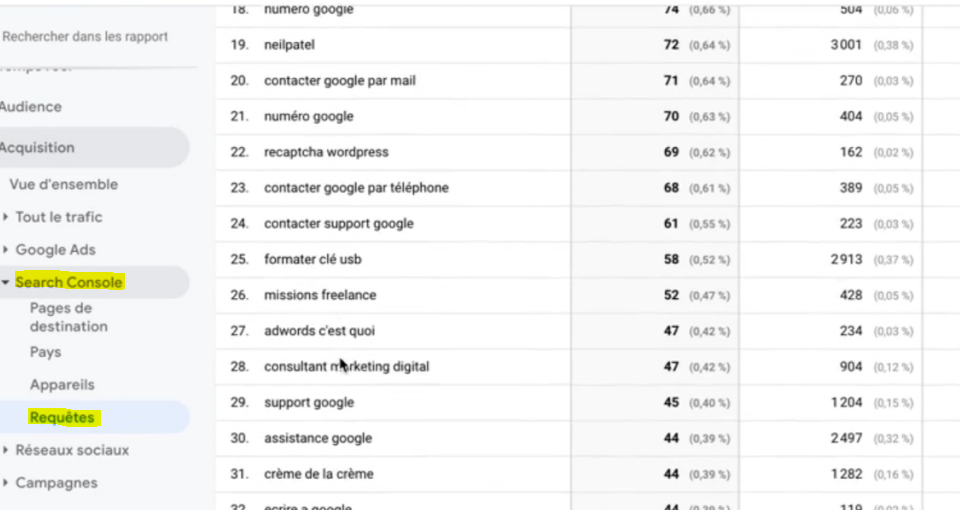 Rechercher dans les rapport
Audience
Acquisition
Vue d'ensemble
Tout le trafic
Google Ads
Search Console
Pages de
destination
Pays
Appareils
Requêtes
Réseaux sociaux
Campagnes
18. numero google 74 (0,66 %) 504 (0,06 %)
19. neilpatel 72 (0,64 %) 3 001 (0,38 %)
20. contacter google par mail 71 (0,64 %) 270 (0,03 %)
21. numéro google 70 (0,63 %) 404 (0,05 %)
22. recaptcha wordpress 69 (0,62 %) 162 (0,02 %)
23. contacter google par téléphone 68 (0,61 %) 389 (0,05 %)
24. contacter support google 61 (0,55 %) 223 (0,03 %)
25. formater clé usb 58 (0,52 %) 2 913 (0,37 %)
26. missions freelance 52 (0,47 %) 428 (0,05 %)
27. adwords c'est quoi 47 (0,42 %) 234 (0,03 %)
28. consultant marketing digital 47 (0,42 %) 904 (0,12 %)
29. support google 45 (0,40 %) 1 204 (0,15 %)
30. assistance google 44 (0,39 %) 2 497 (0,32 %)
31. crème de la crème 44 (0,39 %) 1 282 (0,16 %)
32. ecrire a google 44 (0,39 %) 119